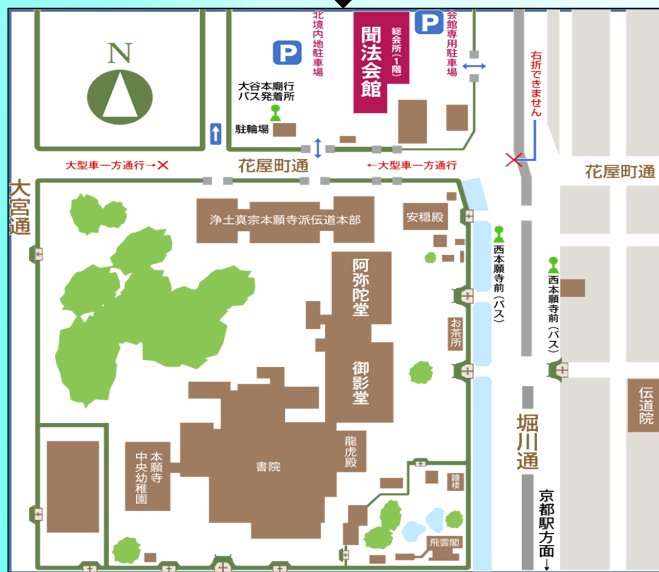 N
北境内地駐車場
P
聞法会館
総会所(1階)
P
会館専用駐車場
右折できません
大谷本廟行
バス発着所
駐輪場
大型車一方通行→×
花屋町通
←大型車一方通行
花屋町通
大宮通
浄土真宗本願寺派伝道本部
安穏殿
阿弥陀堂
西本願寺前(バス)
西本願寺前(バス)
お茶所
御影堂
伝道院
堀川通
龍虎殿
本願寺
中央幼稚園
書院
鐘楼
飛雲閣
京都駅方面→